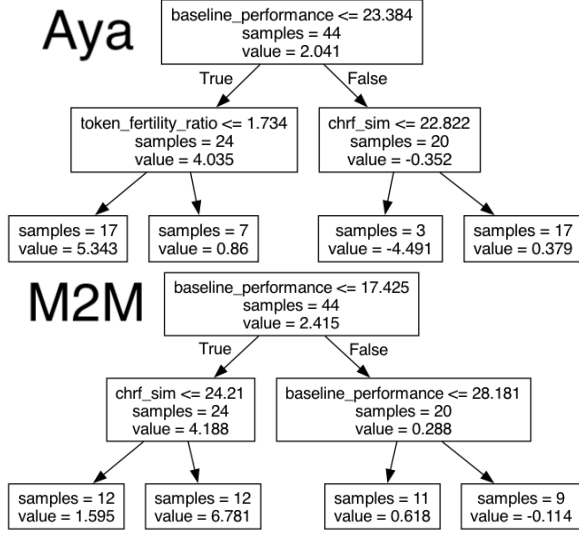 Aya
baseline_performance <= 23.384
samples = 44
value = 2.041
True
False
token_fertility_ratio <= 1.734
samples = 24
value = 4.035
chrf_sim <= 22.822
samples = 20
value = -0.352
samples = 17
value = 5.343
samples = 7
value = 0.86
samples = 3
value = -4.491
samples = 17
value = 0.379
M2M
baseline_performance <= 17.425
samples = 44
value = 2.415
True
False
chrf_sim <= 24.21
samples = 24
value = 4.188
baseline_performance <= 28.181
samples = 20
value = 0.288
samples = 12
value = 1.595
samples = 12
value = 6.781
samples = 11
value = 0.618
samples = 9
value = -0.114